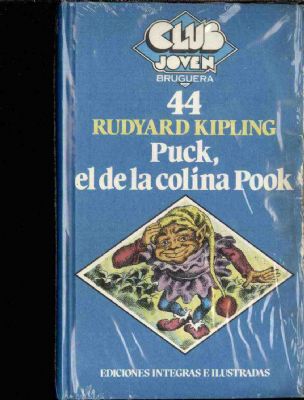 CLUB
JOVEN
BRUGUERA
44
RUDYARD KIPLING
Puck,
el de la colina Pook
EDICIONES INTEGRAS E ILUSTRADAS